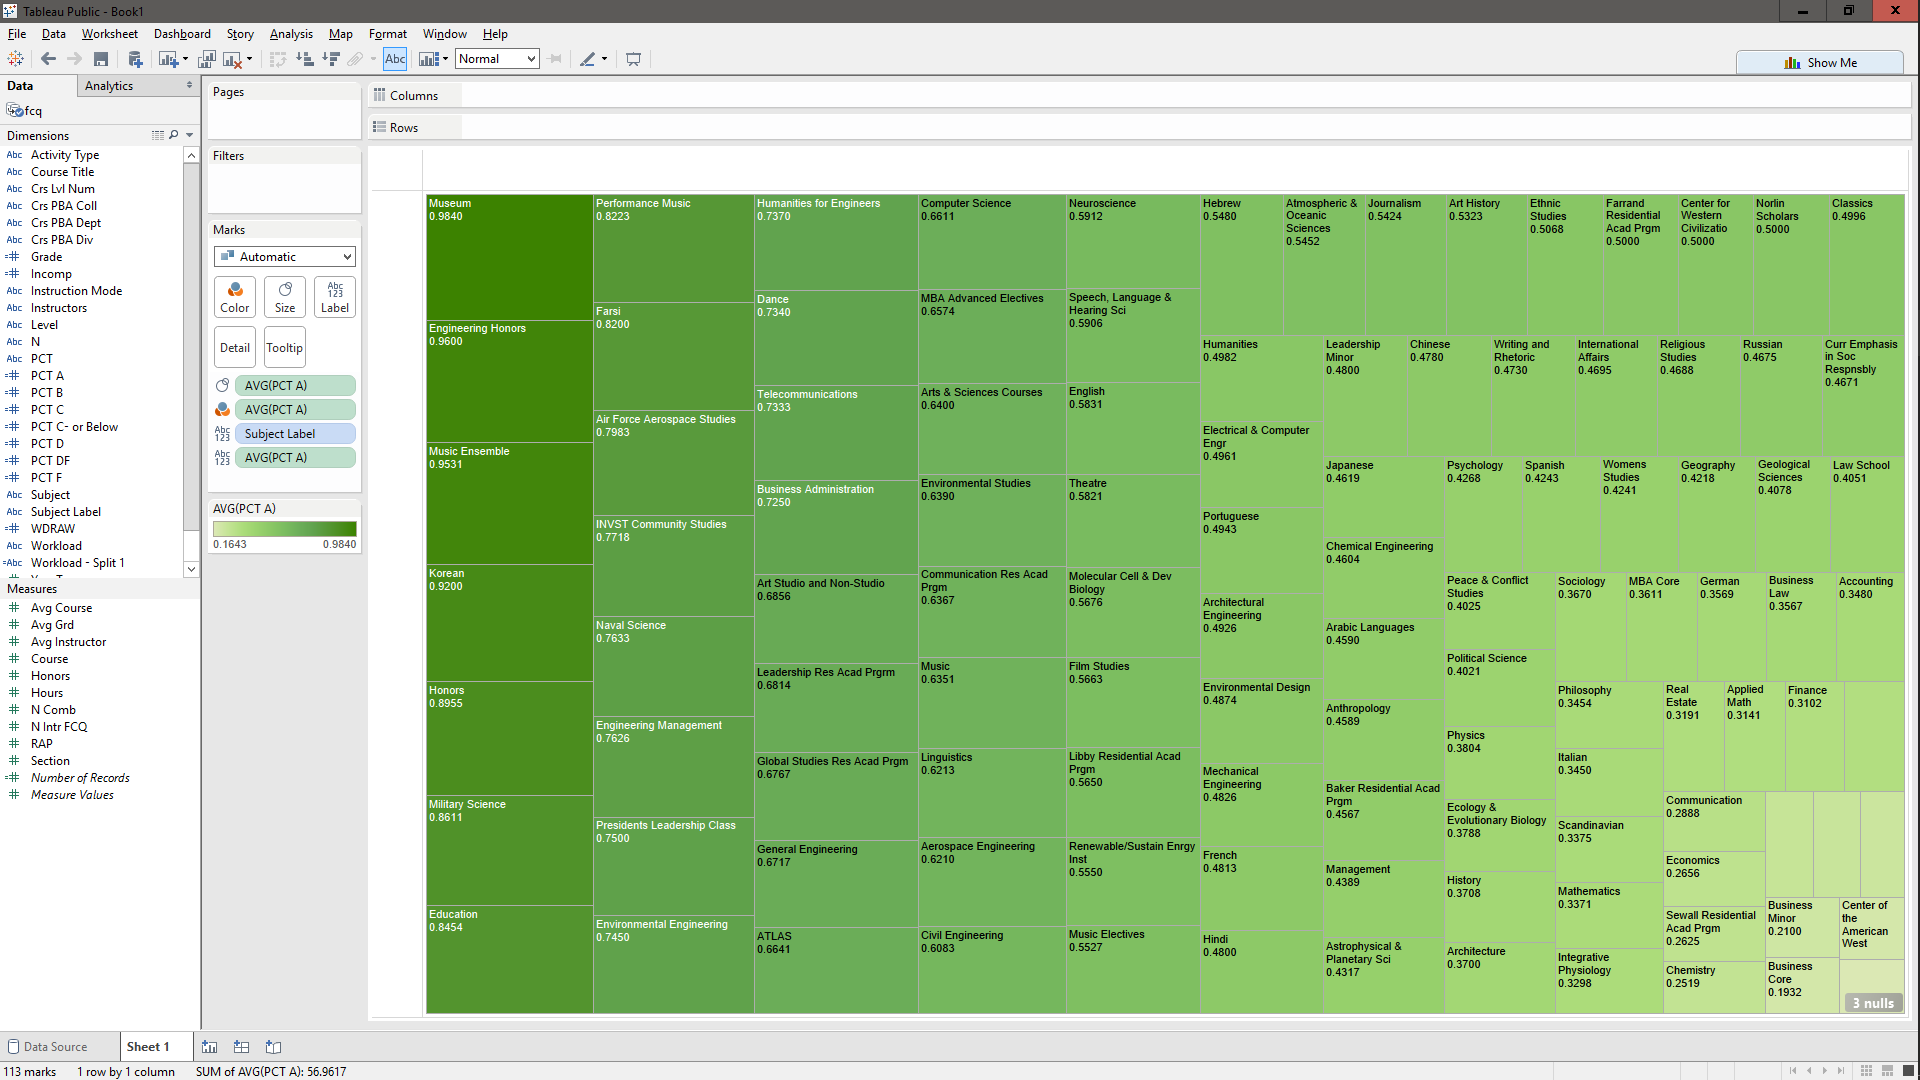 Tableau Public - Book1
File Data Worksheet Dashboard Story Analysis Map Format Window Help
Abc Normal
Show Me
Data Analytics
fcq
Dimensions
Abc Activity Type
Abc Course Title
Abc Crs Lvl Num
Abc Crs PBA Coll
Abc Crs PBA Dept
Abc Crs PBA Div
Grade
Incomp
Abc Instruction Mode
Abc Instructors
Abc Level
Abc N
Abc PCT
PCT A
PCT B
PCT C
PCT C- or Below
PCT D
PCT DF
PCT F
Abc Subject
Abc Subject Label
WDRAW
Abc Workload
Abc Workload - Split 1
Measures
Avg Course
Avg Grd
Avg Instructor
Course
Honors
Hours
N Comb
N Intr FCQ
RAP
Section
Number of Records
Measure Values
Pages
Filters
Marks
Automatic
Color
Size
Abc
123
Label
Detail
Tooltip
AVG(PCT A)
AVG(PCT A)
Abc
123
Subject Label
Abc
123
AVG(PCT A)
AVG(PCT A)
0.1643 0.9840
Columns
Rows
Museum
0.9840
Engineering Honors
0.9600
Music Ensemble
0.9531
Korean
0.9200
Honors
0.8955
Military Science
0.8611
Education
0.8454
Performance Music
0.8223
Farsi
0.8200
Air Force Aerospace Studies
0.7983
INVST Community Studies
0.7718
Naval Science
0.7633
Engineering Management
0.7626
Presidents Leadership Class
0.7500
Environmental Engineering
0.7450
Humanities for Engineers
0.7370
Dance
0.7340
Telecommunications
0.7333
Business Administration
0.7250
Art Studio and Non-Studio
0.6856
Leadership Res Acad Prgrm
0.6814
Global Studies Res Acad Prgm
0.6767
General Engineering
0.6717
ATLAS
0.6641
Computer Science
0.6611
MBA Advanced Electives
0.6574
Arts & Sciences Courses
0.6400
Environmental Studies
0.6390
Communication Res Acad
Prgm
0.6367
Music
0.6351
Linguistics
0.6213
Aerospace Engineering
0.6210
Civil Engineering
0.6083
Neuroscience
0.5912
Speech, Language &
Hearing Sci
0.5906
English
0.5831
Theatre
0.5821
Molecular Cell & Dev
Biology
0.5676
Film Studies
0.5663
Libby Residential Acad
Prgm
0.5650
Renewable/Sustain Enrgy
Inst
0.5550
Music Electives
0.5527
Hebrew
0.5480
Atmospheric &
Oceanic
Sciences
0.5452
Journalism
0.5424
Art History
0.5323
Ethnic
Studies
0.5068
Farrand
Residential
Acad Prgm
0.5000
Center for
Western
Civilizatio
0.5000
Norlin
Scholars
0.5000
Classics
0.4996
Humanities
0.4982
Electrical & Computer
Engr
0.4961
Portuguese
0.4943
Architectural
Engineering
0.4926
Environmental Design
0.4874
Mechanical
Engineering
0.4826
French
0.4813
Hindi
0.4800
Leadership
Minor
0.4800
Chinese
0.4780
Writing and
Rhetoric
0.4730
International
Affairs
0.4695
Religious
Studies
0.4688
Russian
0.4675
Curr Emphasis
in Soc
Respnsbly
0.4671
Japanese
0.4619
Chemical Engineering
0.4604
Arabic Languages
0.4590
Anthropology
0.4589
Baker Residential Acad
Prgm
0.4567
Management
0.4389
Astrophysical &
Planetary Sci
0.4317
Psychology
0.4268
Spanish
0.4243
Womens
Studies
0.4241
Geography
0.4218
Geological
Sciences
0.4078
Law School
0.4051
Peace & Conflict
Studies
0.4025
Political Science
0.4021
Physics
0.3804
Ecology &
Evolutionary Biology
0.3788
History
0.3708
Architecture
0.3700
Sociology
0.3670
MBA Core
0.3611
German
0.3569
Business
Law
0.3567
Accounting
0.3480
Philosophy
0.3454
Italian
0.3450
Scandinavian
0.3375
Mathematics
0.3371
Integrative
Physiology
0.3298
Real
Estate
0.3191
Applied
Math
0.3141
Finance
0.3102
Communication
0.2888
Economics
0.2656
Sewall Residential
Acad Prgm
0.2625
Chemistry
0.2519
Business
Minor
0.2100
Business
Core
0.1932
Center of
the
American
West
3 nulls
Data Source Sheet 1
113 marks 1 row by 1 column SUM of AVG(PCT A): 56.9617